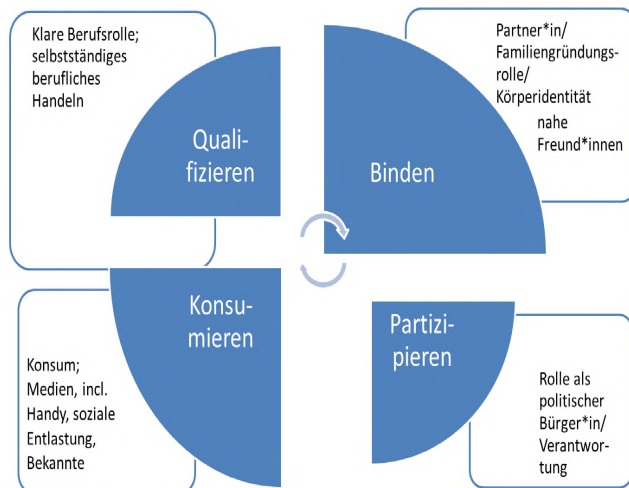 Klare Berufsrolle;
selbstständiges
berufliches
Handeln
Quali-
fizieren
Binden
Partner*in/
Familiengründungs-
rolle/
Körperidentität
nahe
Freund*innen
Konsum;
Medien, incl.
Handy, soziale
Entlastung,
Bekannte
Konsu-
mieren
Partizi-
pieren
Rolle als
politischer
Bürger*in/
Verantwor-
tung